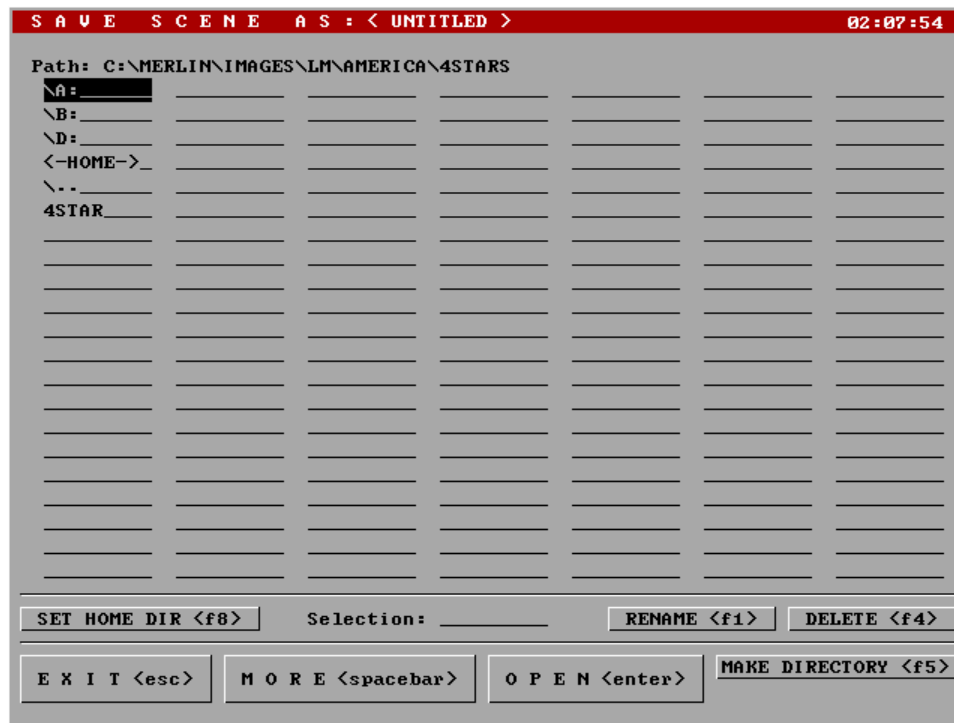 S A V E   S C E N E   A S : < UNTITLED > 02:07:54
Path: C:\MERLIN\IMAGES\LM\AMERICA\4STARS
\A:
\B:
\D:
<-HOME->
\..
4STAR
SET HOME DIR <f8> Selection: RENAME <f1> DELETE <f4>
E X I T <esc> M O R E <spacebar> O P E N <enter> MAKE DIRECTORY <f5>